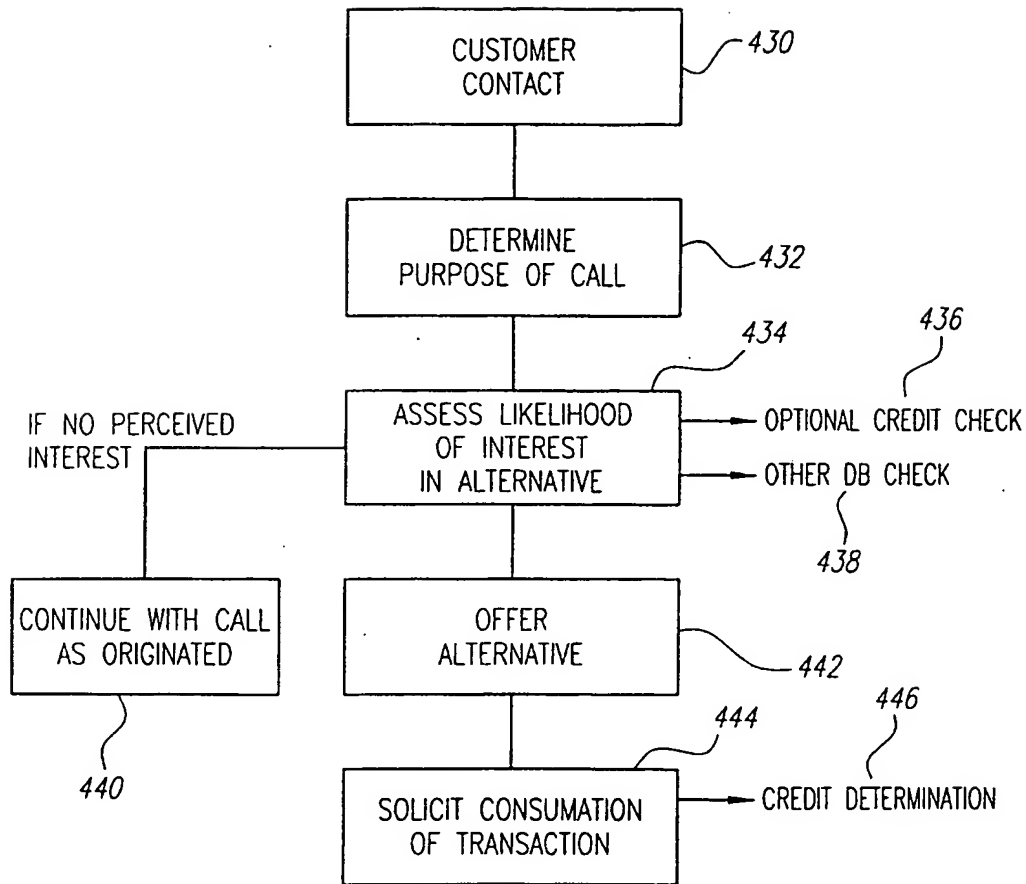 CUSTOMER
CONTACT
430
DETERMINE
PURPOSE OF CALL
432
434
436
IF NO PERCEIVED
INTEREST
ASSESS LIKELIHOOD
OF INTEREST
IN ALTERNATIVE
OPTIONAL CREDIT CHECK
OTHER DB CHECK
438
CONTINUE WITH CALL
AS ORIGINATED
440
OFFER
ALTERNATIVE
442
444
446
SOLICIT CONSUMATION
OF TRANSACTION
CREDIT DETERMINATION